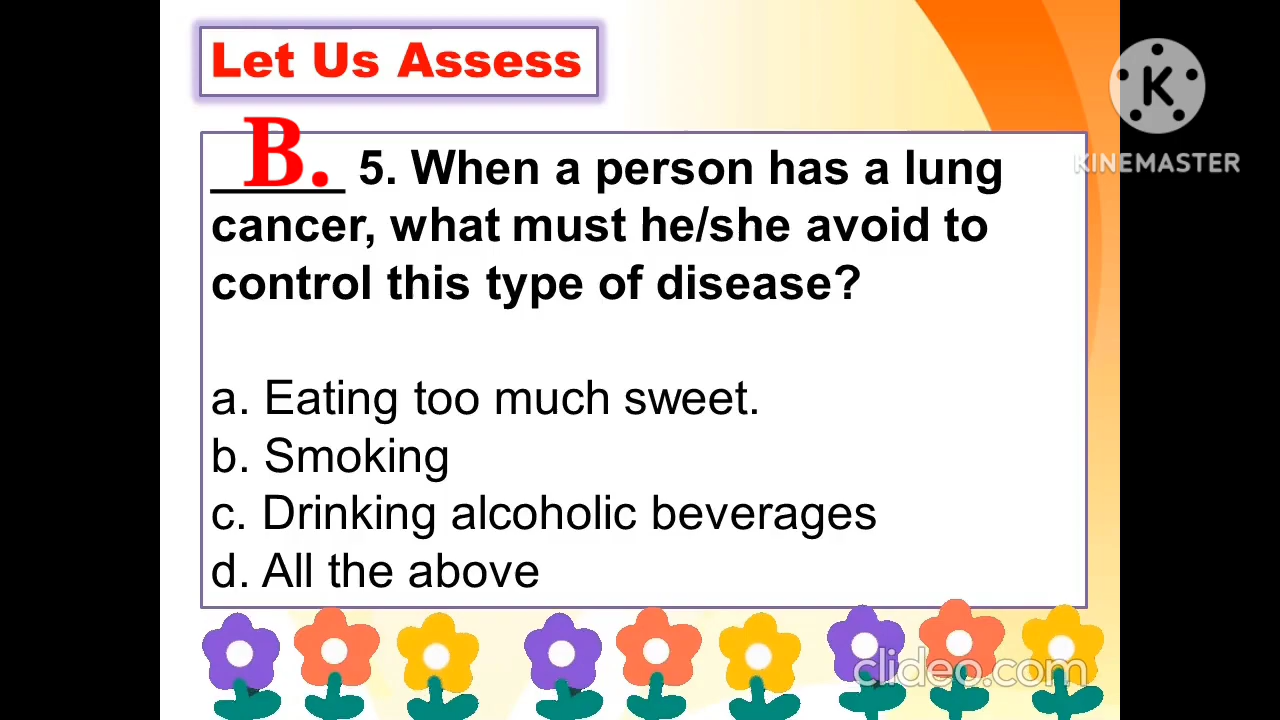 Let Us Assess
K
KINEMASTER
B.
______ 5. When a person has a lung
cancer, what must he/she avoid to
control this type of disease?
a. Eating too much sweet.
b. Smoking
c. Drinking alcoholic beverages
d. All the above
clideo.com